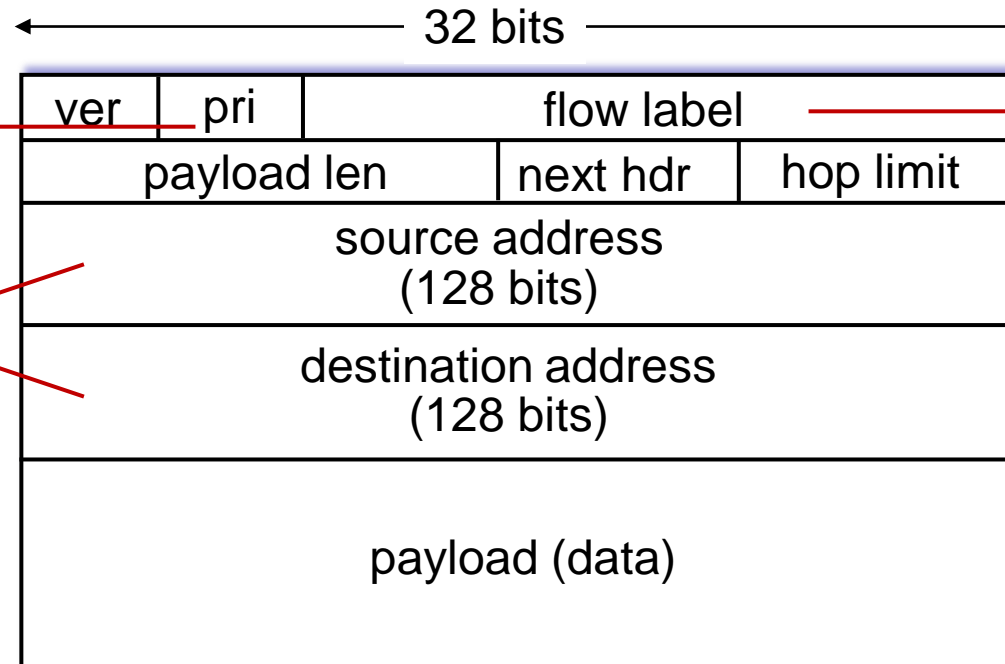 32 bits
ver pri flow label
payload len next hdr hop limit
source address
(128 bits)
destination address
(128 bits)
payload (data)